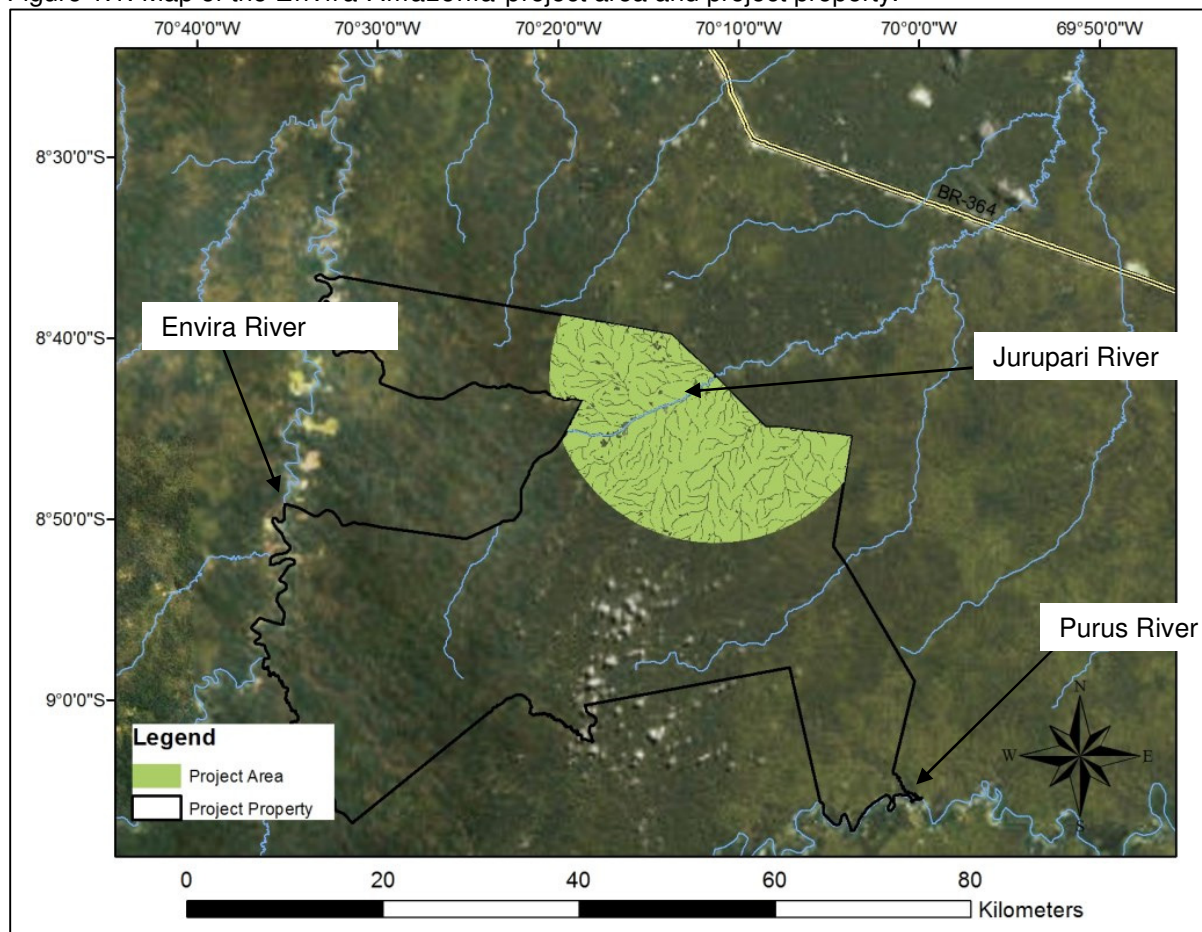 Figure Map of the Envira Amazonia project area and project property.
70°40'0"W 70°30'0"W 70°20'0"W 70°10'0"W 70°0'0"W 69°50'0"W
8°30'0"S
BR-364
Envira River
8°40'0"S
Jurupari River
8°50'0"S
Purus River
9°0'0"S
N
W E
S
Legend
Project Area
Project Property
0 20 40 60 80
Kilometers